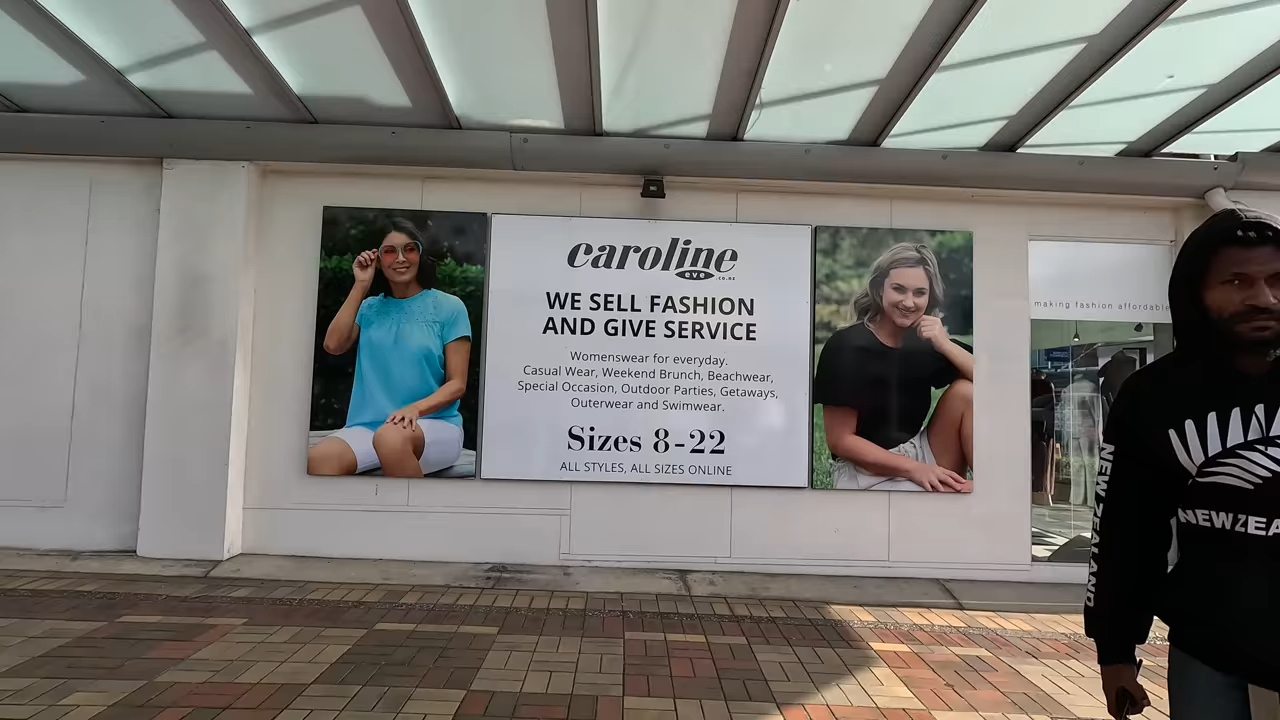 caroline
eve .co.nz
WE SELL FASHION
AND GIVE SERVICE
Womenswear for everyday.
Casual Wear, Weekend Brunch, Beachwear,
Special Occasion, Outdoor Parties, Getaways,
Outerwear and Swimwear.
Sizes 8-22
ALL STYLES, ALL SIZES ONLINE
making fashion affordable
NEW ZEALAND
NEW ZEA